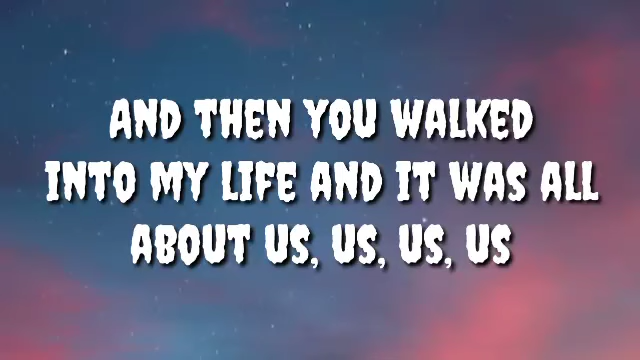 AND THEN YOU WALKED
INTO MY LIFE AND IT WAS ALL
ABOUT US, US, US, US